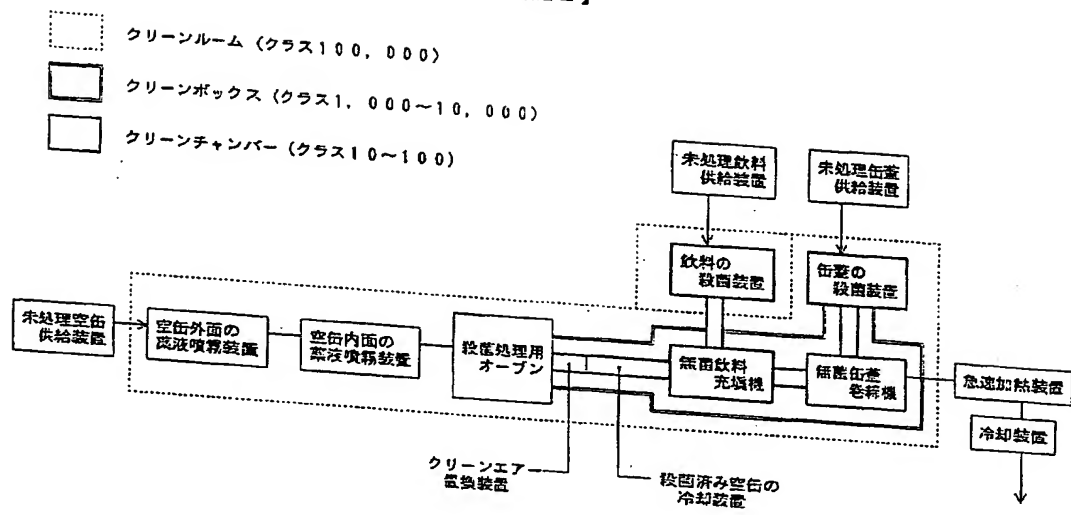 クリーンルーム（クラス100，000）
クリーンボックス（クラス1，000～10，000）
クリーンチャンバー（クラス10～100）
未処理飲料
供給装置
未処理缶蓋
供給装置
飲料の
殺菌装置
缶蓋の
殺菌装置
未処理空缶
供給装置
空缶外面の
薬液噴霧装置
空缶内面の
薬液噴霧装置
殺菌処理用
オーブン
無菌飲料
充填機
無菌缶蓋
巻締機
急速加熱装置
冷却装置
クリーンエアー
置換装置
殺菌済み空缶の
冷却装置